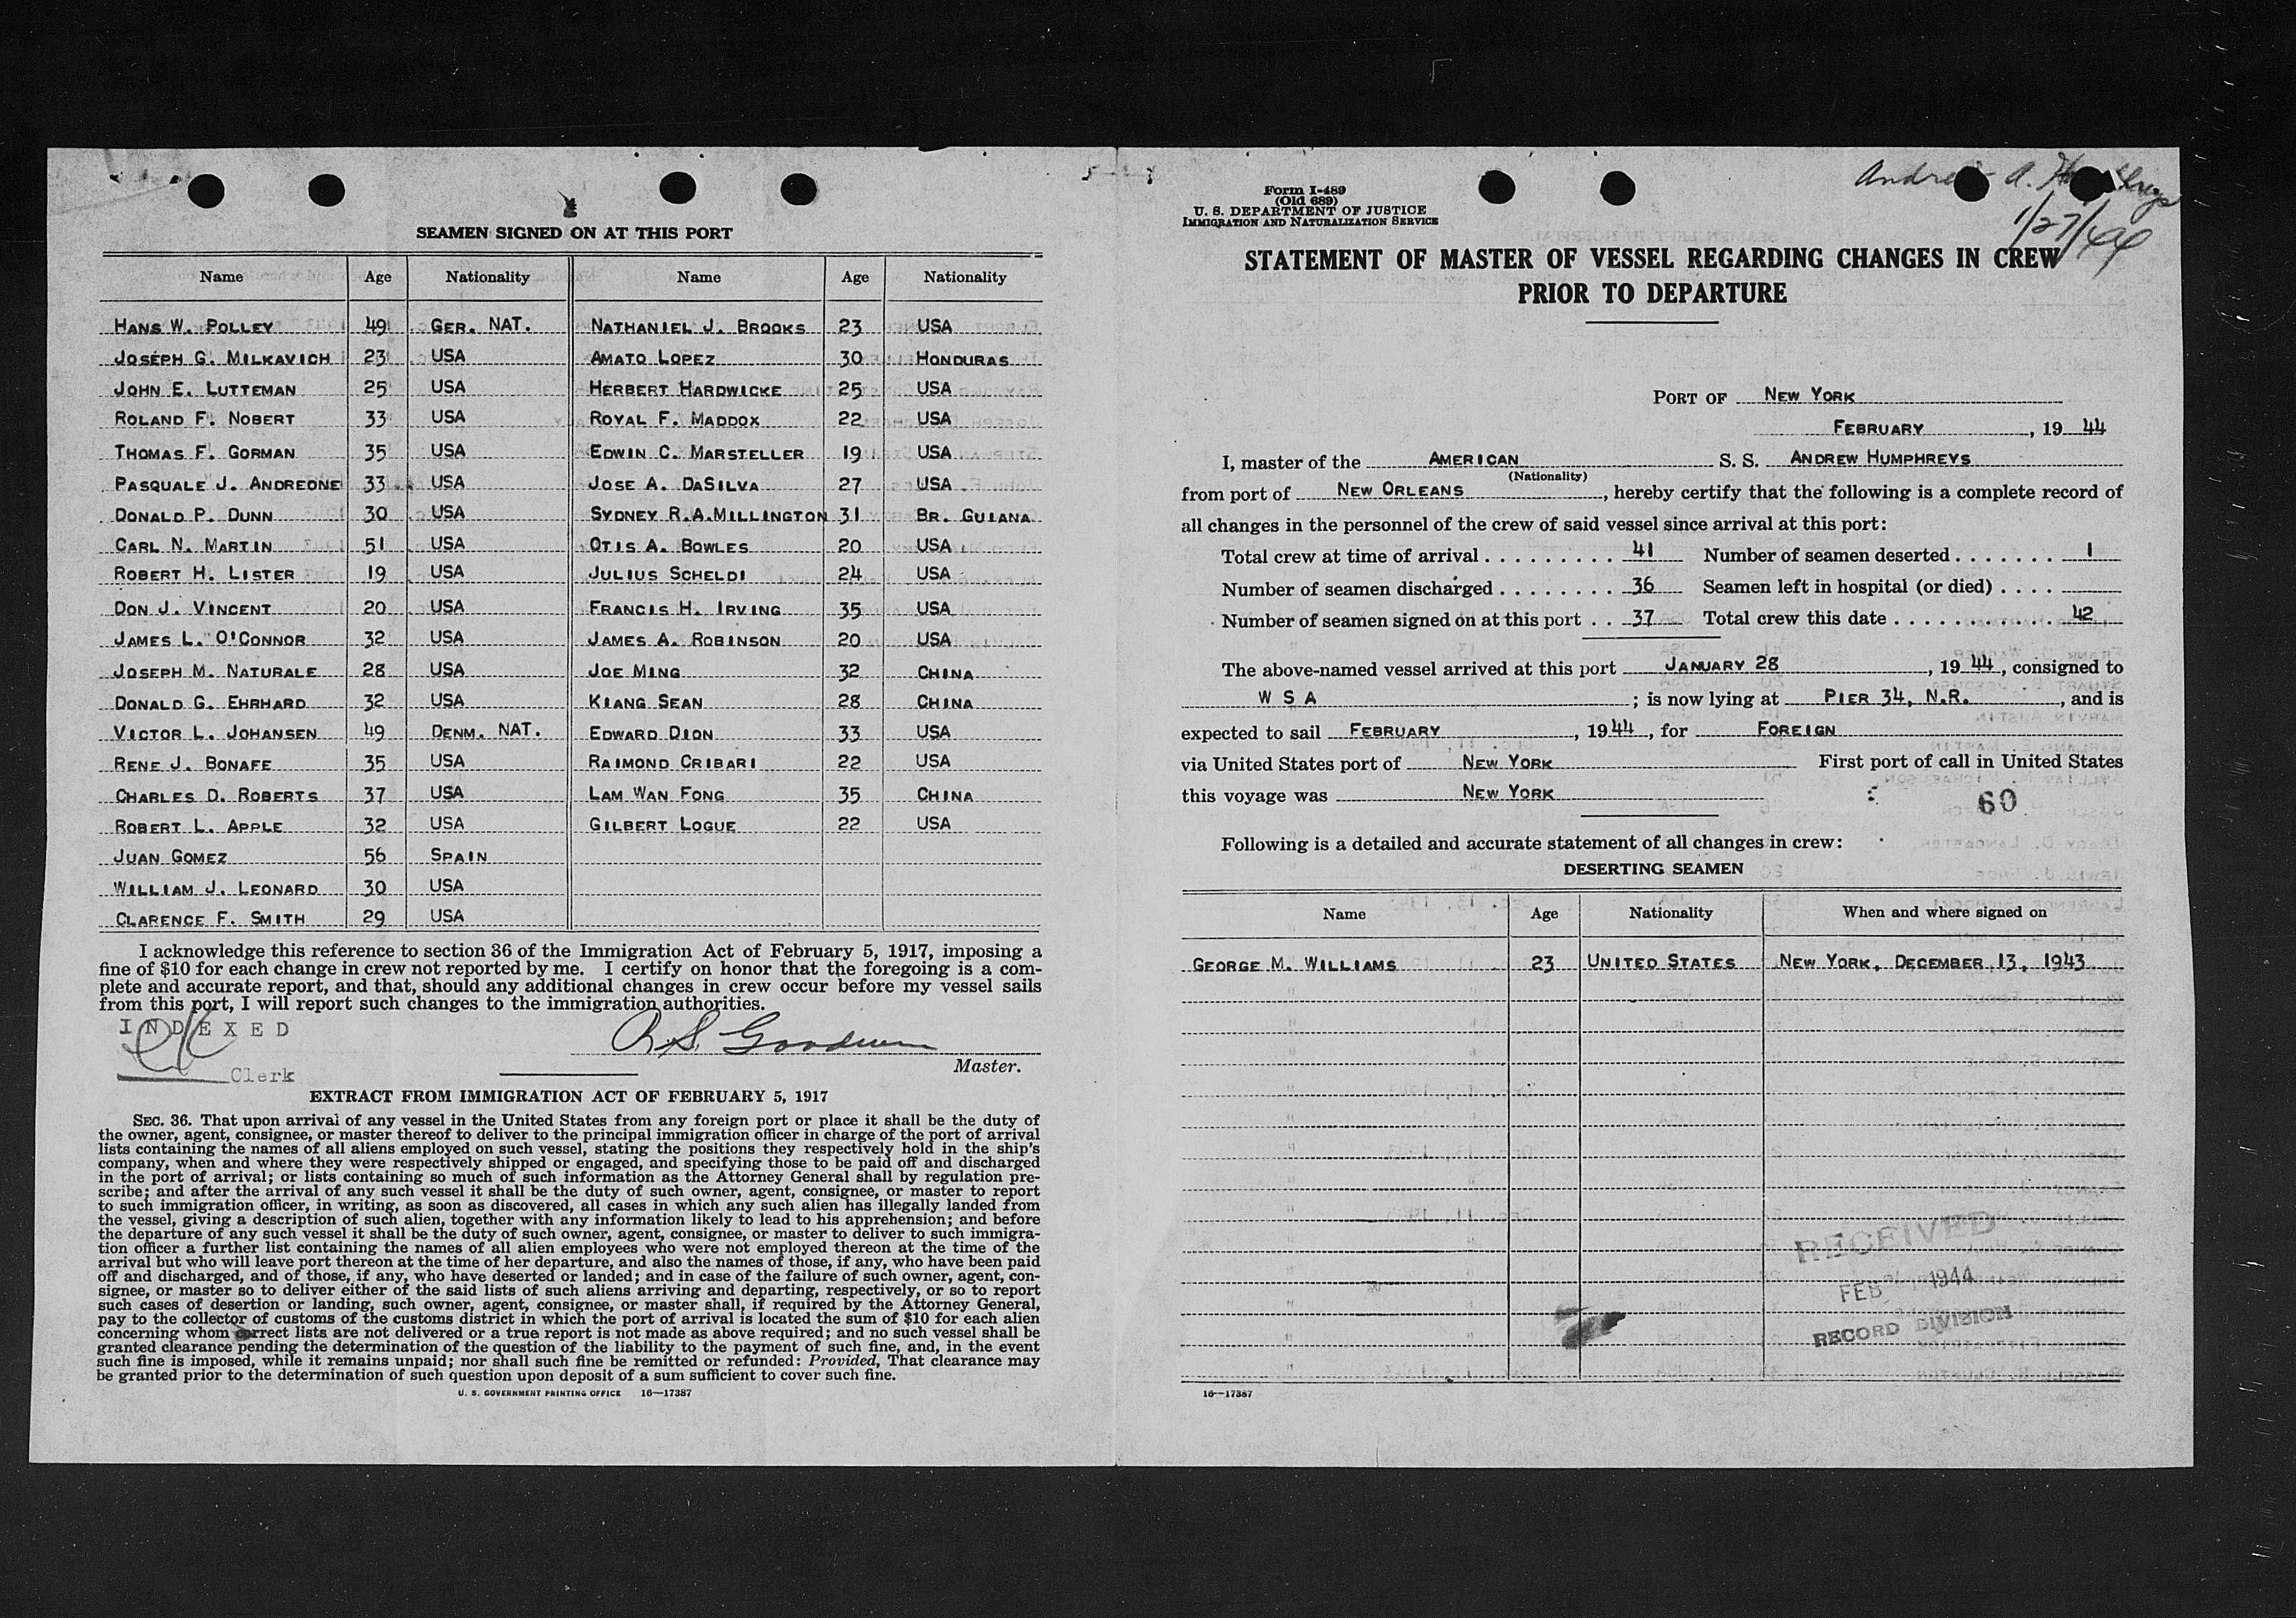 SEAMEN SIGNED ON AT THIS PORT
Name Age Nationality Name Age Nationality
HANS W. POLLEY 49 GER. NAT. NATHANIEL J. BROOKS 23 USA
JOSEPH G. MILKAVICH 23 USA AMATO LOPEZ 30 HONDURAS
JOHN E. LUTTEMAN 25 USA HERBERT HARDWICKE 25 USA
ROLAND F. NOBERT 33 USA ROYAL F. MADDOX 22 USA
THOMAS F. GORMAN 35 USA EDWIN C. MARSTELLER 19 USA
PASQUALE J. ANDREONE 33 USA JOSE A. DASILVA 27 USA
DONALD P. DUNN 30 USA SYDNEY R.A.MILLINGTON 31 BR. GUIANA
CARL N. MARTIN 51 USA OTIS A. BOWLES 20 USA
ROBERT H. LISTER 19 USA JULIUS SCHELDI 24 USA
DON J. VINCENT 20 USA FRANCIS H. IRVING 35 USA
JAMES L. O'CONNOR 32 USA JAMES A. ROBINSON 20 USA
JOSEPH M. NATURALE 28 USA JOE MING 32 CHINA
DONALD G. EHRHARD 32 USA KIANG SEAN 28 CHINA
VICTOR L. JOHANSEN 49 DENM. NAT. EDWARD DION 33 USA
RENE J. BONAFE 35 USA RAIMOND CRIBARI 22 USA
CHARLES D. ROBERTS 37 USA LAM WAN FONG 35 CHINA
ROBERT L. APPLE 32 USA GILBERT LOGUE 22 USA
JUAN GOMEZ 56 SPAIN
WILLIAM J. LEONARD 30 USA
CLARENCE F. SMITH 29 USA
I acknowledge this reference to section 36 of the Immigration Act of February 5, 1917, imposing a
fine of $10 for each change in crew not reported by me. I certify on honor that the foregoing is a com-
plete and accurate report, and that, should any additional changes in crew occur before my vessel sails
from this port, I will report such changes to the immigration authorities.
INDEXED
Clerk
Goodwin
Master.
EXTRACT FROM IMMIGRATION ACT OF FEBRUARY 5, 1917
SEC. 36. That upon arrival of any vessel in the United States from any foreign port or place it shall be the duty of
the owner, agent, consignee, or master thereof to deliver to the principal immigration officer in charge of the port of arrival
lists containing the names of all aliens employed on such vessel, stating the positions they respectively hold in the ship's
company, when and where they were respectively shipped or engaged, and specifying those to be paid off and discharged
in the port of arrival; or lists containing so much of such information as the Attorney General shall by regulation pre-
scribe; and after the arrival of any such vessel it shall be the duty of such owner, agent, consignee, or master to report
to such immigration officer, in writing, as soon as discovered, all cases in which any such alien has illegally landed from
the vessel, giving a description of such alien, together with any information likely to lead to his apprehension; and before
the departure of any such vessel it shall be the duty of such owner, agent, consignee, or master to deliver to such immigra-
tion officer a further list containing the names of all alien employees who were not employed thereon at the time of the
arrival but who will leave port thereon at the time of her departure, and also the names of those, if any, who have been paid
off and discharged, and of those, if any, who have deserted or landed; and in case of the failure of such owner, agent, con-
signee, or master so to deliver either of the said lists of such aliens arriving and departing, respectively, or so to report
such cases of desertion or landing, such owner, agent, consignee, or master shall, if required by the Attorney General,
pay to the collector of customs of the customs district in which the port of arrival is located the sum of $10 for each alien
concerning whom correct lists are not delivered or a true report is not made as above required; and no such vessel shall be
granted clearance pending the determination of the question of the liability to the payment of such fine, and, in the event
such fine is imposed, while it remains unpaid; nor shall such fine be remitted or refunded: Provided, That clearance may
be granted prior to the determination of such question upon deposit of a sum sufficient to cover such fine.
U. S. GOVERNMENT PRINTING OFFICE 16—17387
Form I-489
(Old 689)
U. S. DEPARTMENT OF JUSTICE
IMMIGRATION AND NATURALIZATION SERVICE
Andrew A. Humphreys
1/27/44
STATEMENT OF MASTER OF VESSEL REGARDING CHANGES IN CREW
PRIOR TO DEPARTURE
PORT OF NEW YORK
FEBRUARY, 19 44
I, master of the AMERICAN S. S. ANDREW HUMPHREYS
(Nationality)
from port of NEW ORLEANS, hereby certify that the following is a complete record of
all changes in the personnel of the crew of said vessel since arrival at this port:
Total crew at time of arrival . . . . . . . . . . 41 Number of seamen deserted . . . . . . . 1
Number of seamen discharged . . . . . . . . 36 Seamen left in hospital (or died) . . . .
Number of seamen signed on at this port . . 37 Total crew this date . . . . . . . . . . . . 42
The above-named vessel arrived at this port JANUARY 28, 19 44, consigned to
W S A; is now lying at PIER 34, N.R., and is
expected to sail FEBRUARY, 19 44, for FOREIGN
via United States port of NEW YORK First port of call in United States
this voyage was NEW YORK
60
Following is a detailed and accurate statement of all changes in crew:
DESERTING SEAMEN
Name Age Nationality When and where signed on
GEORGE M. WILLIAMS 23 UNITED STATES NEW YORK, DECEMBER 13, 1943
RECEIVED
FEB 1944
RECORD DIVISION
16—17387